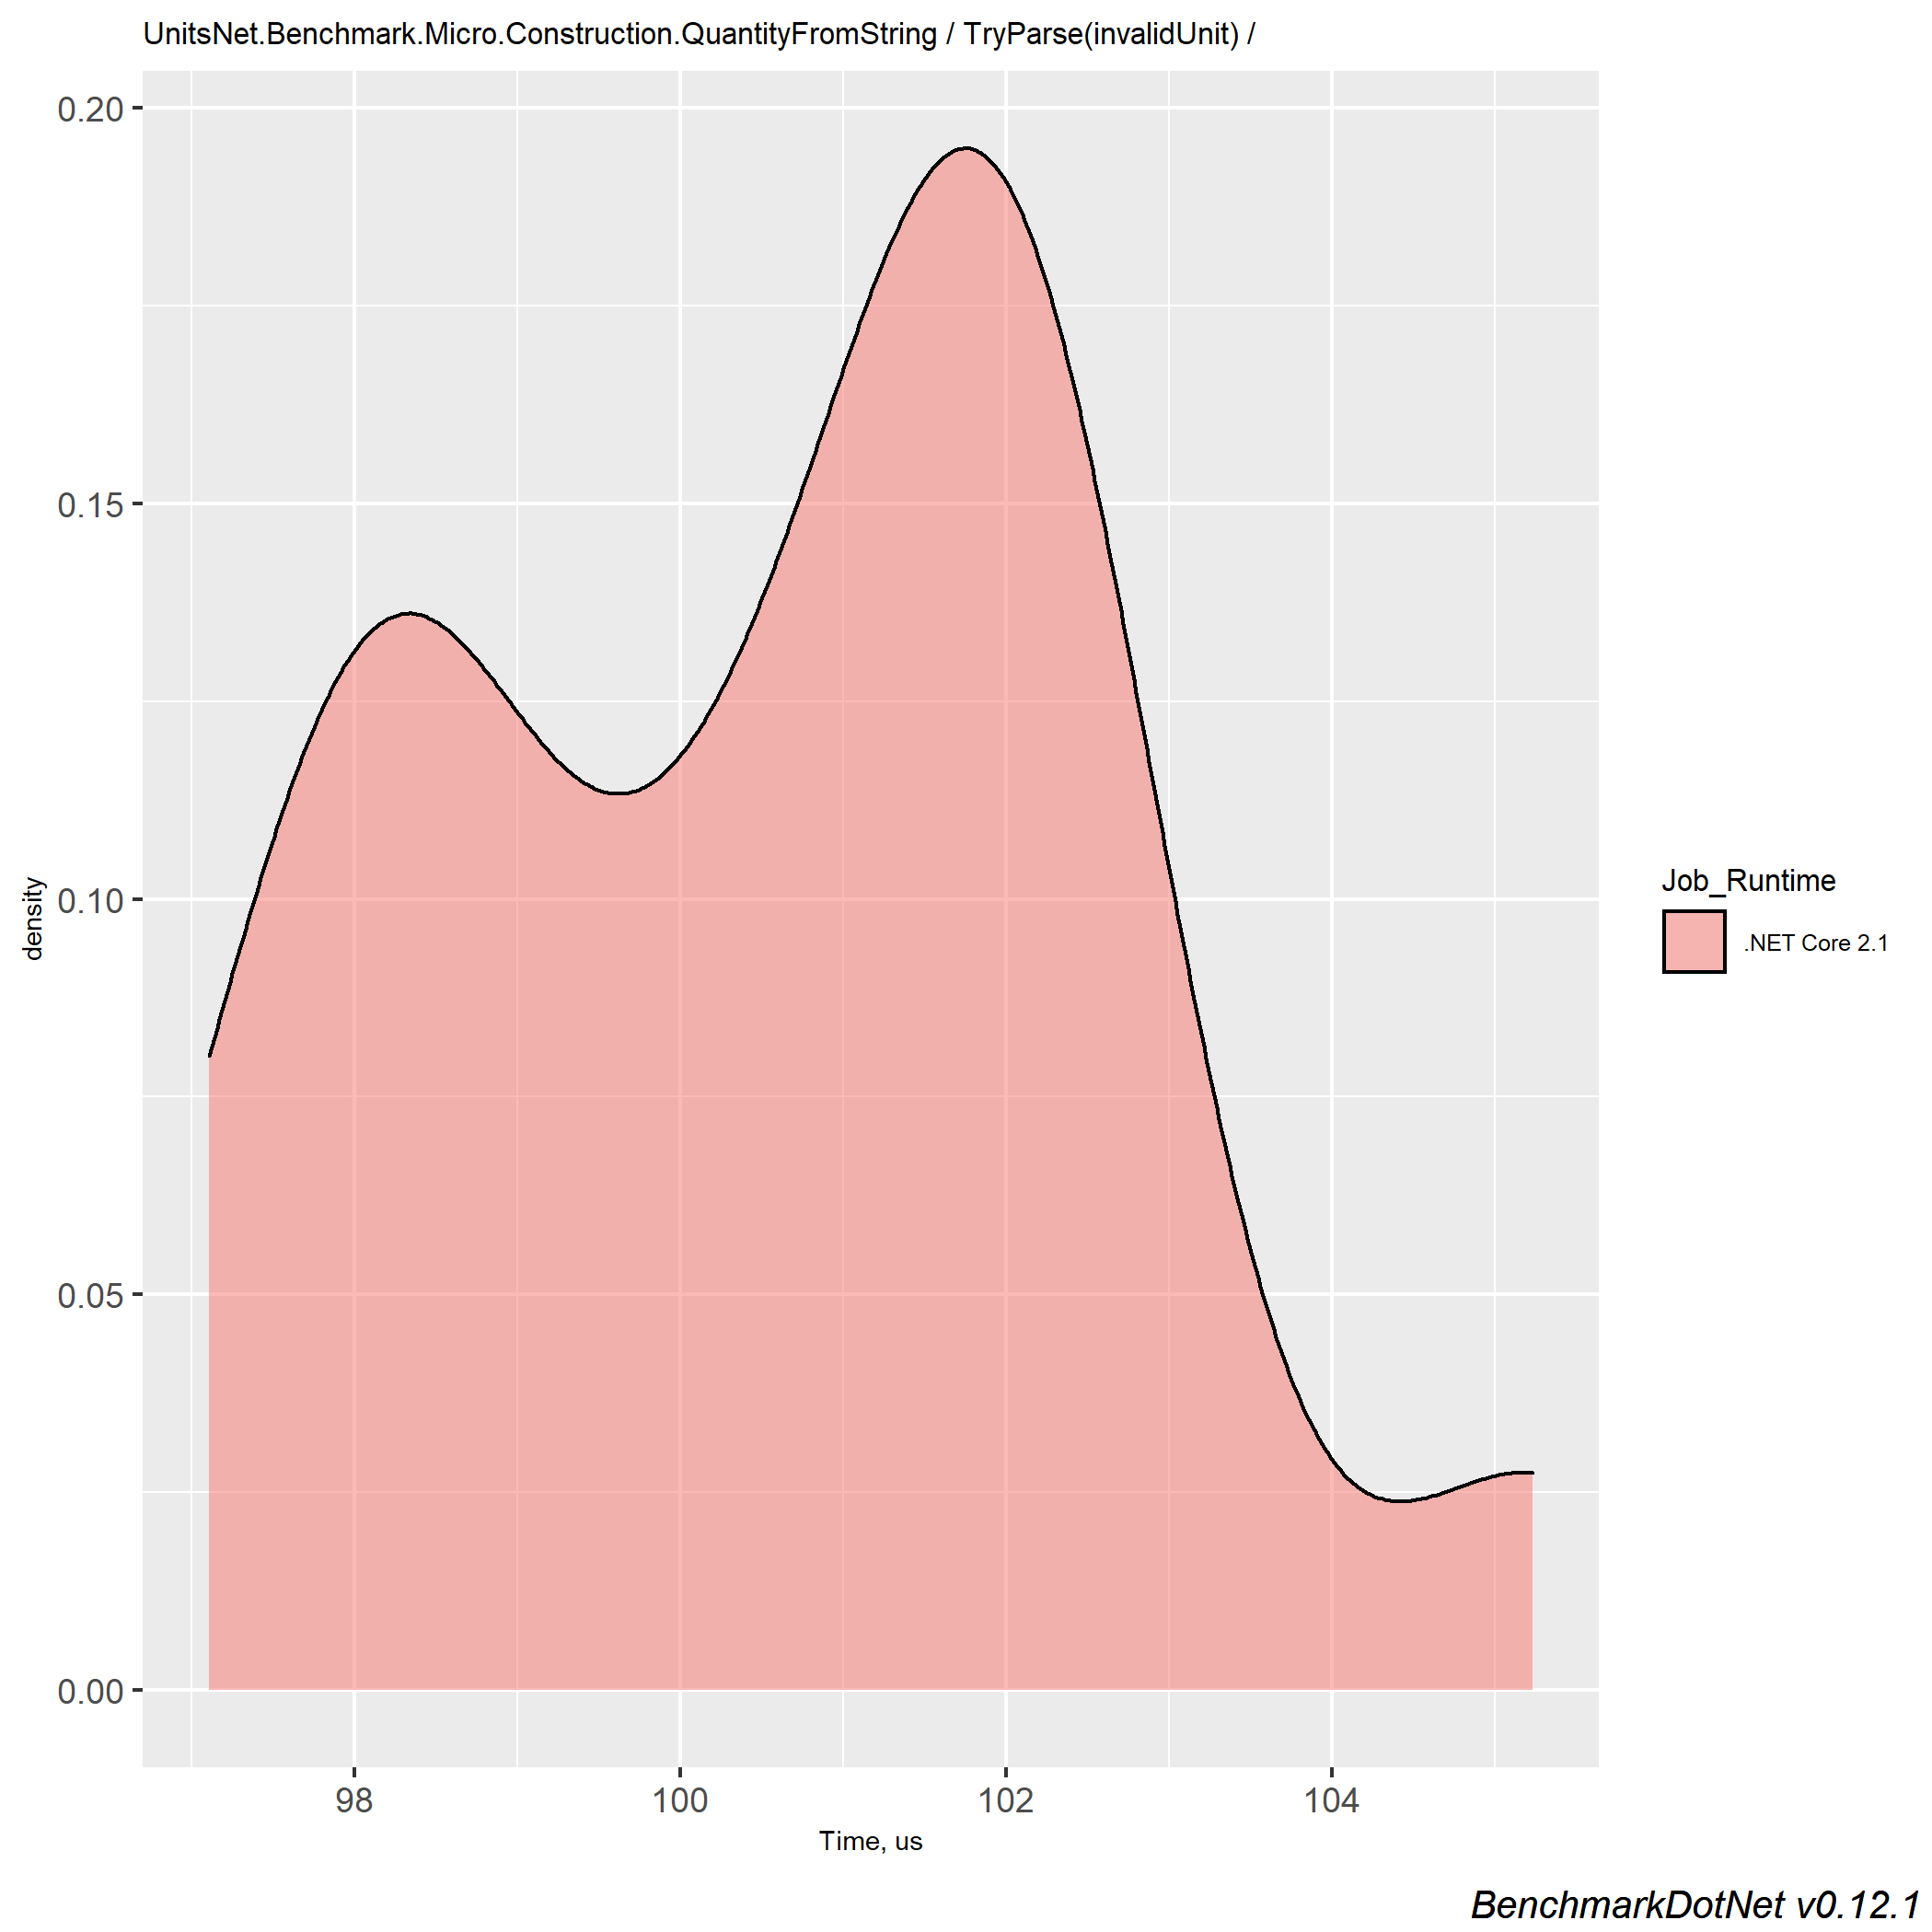 UnitsNet.Benchmark.Micro.Construction.QuantityFromString / TryParse(invalidUnit) /
0.20
0.15
0.10
0.05
0.00
density
98 100 102 104
Time, us
Job_Runtime
.NET Core 2.1
BenchmarkDotNet v0.12.1